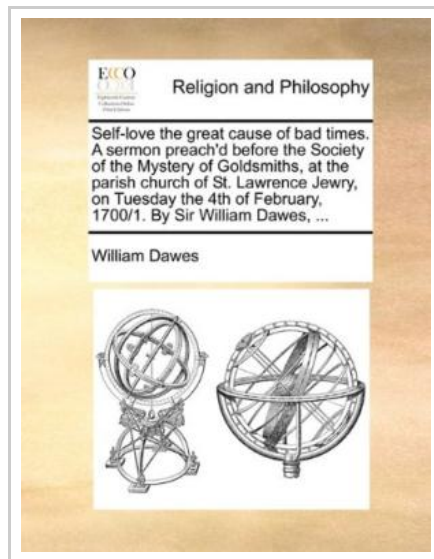 ECCO
Religion and Philosophy
Self-love the great cause of bad times.
A sermon preach'd before the Society
of the Mystery of Goldsmiths, at the
parish church of St. Lawrence Jewry,
on Tuesday the 4th of February,
1700/1. By Sir William Dawes, ...
William Dawes